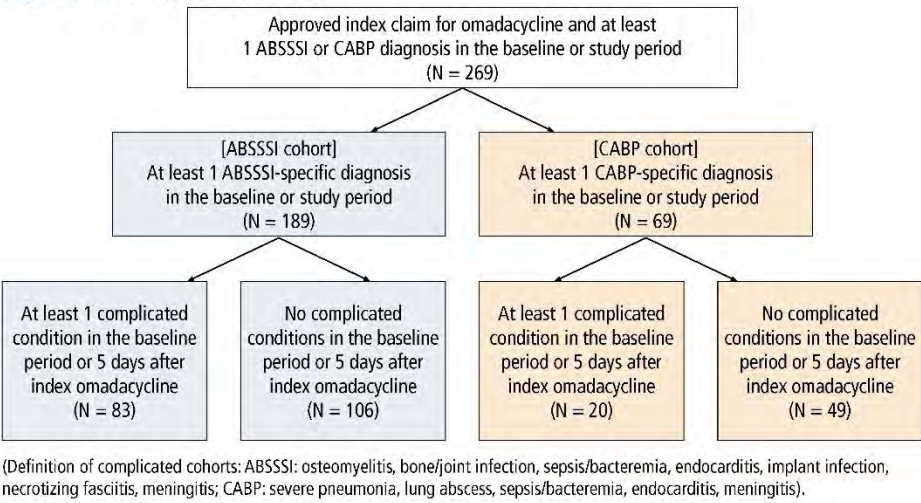 Approved index claim for omadacycline and at least
1 ABSSSI or CABP diagnosis in the baseline or study period
(N = 269)
[ABSSSI cohort]
At least 1 ABSSSI-specific diagnosis
in the baseline or study period
(N = 189)
[CABP cohort]
At least 1 CABP-specific diagnosis
in the baseline or study period
(N = 69)
At least 1 complicated
condition in the baseline
period or 5 days after
index omadacycline
(N = 83)
No complicated
conditions in the baseline
period or 5 days after
index omadacycline
(N = 106)
At least 1 complicated
condition in the baseline
period or 5 days after
index omadacycline
(N = 20)
No complicated
conditions in the baseline
period or 5 days after
index omadacycline
(N = 49)
(Definition of complicated cohorts: ABSSSI: osteomyelitis, bone/joint infection, sepsis/bacteremia, endocarditis, implant infection,
necrotizing fasciitis, meningitis; CABP: severe pneumonia, lung abscess, sepsis/bacteremia, endocarditis, meningitis).